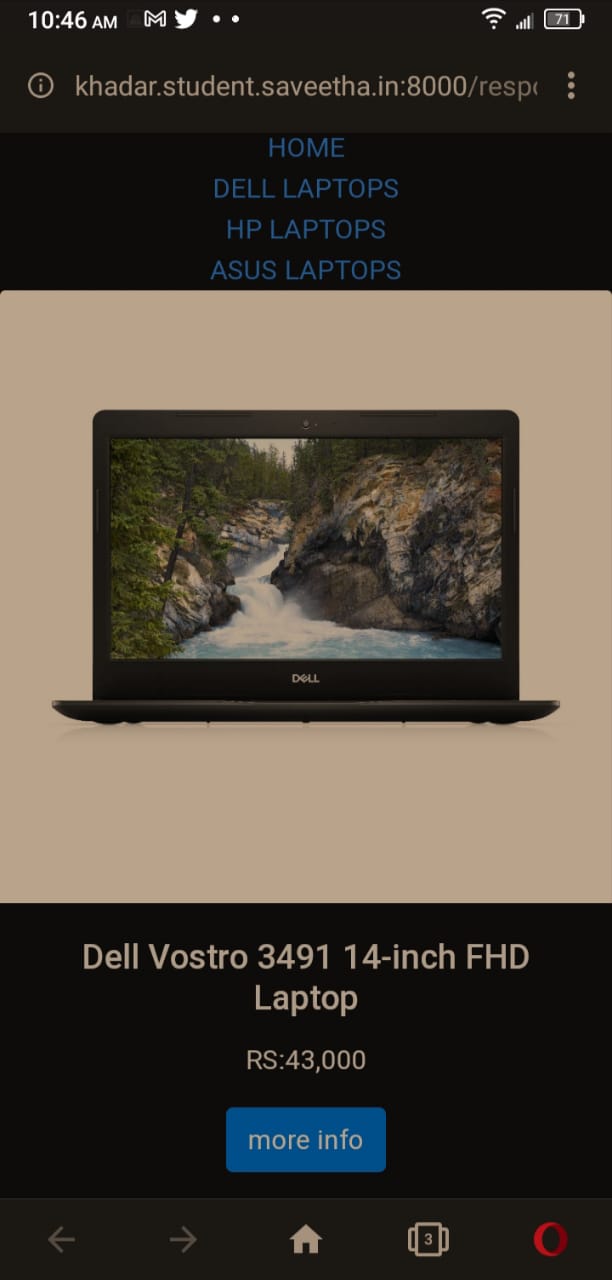 10:46 AM
71
khadar.student.saveetha.in:8000/resp
HOME
DELL LAPTOPS
HP LAPTOPS
ASUS LAPTOPS
DELL
Dell Vostro 3491 14-inch FHD
Laptop
RS:43,000
more info
3